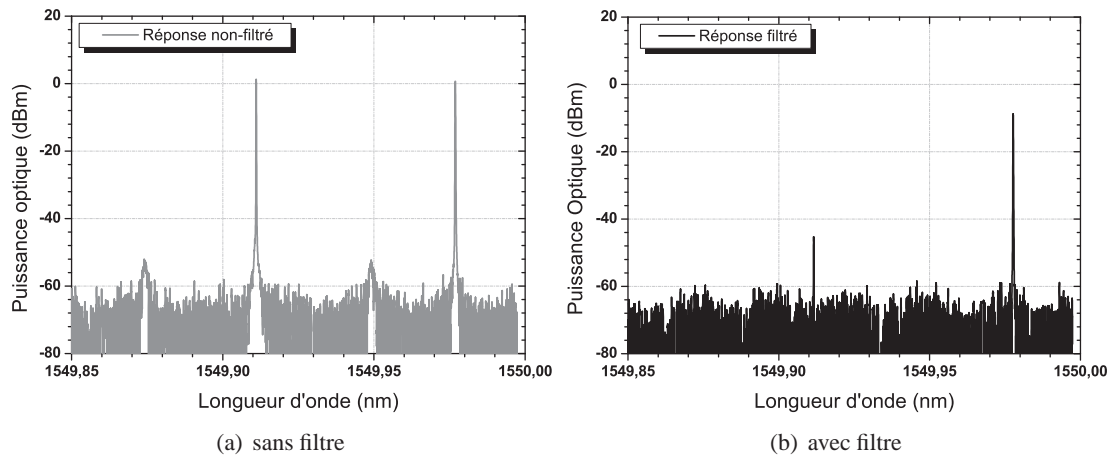 Réponse non-filtré
20
0
-20
-40
-60
-80
1549,85
1549,90
1549,95
1550,00
Puissance optique (dBm)
Longueur d'onde (nm)
(a) sans filtre
Réponse filtré
20
0
-20
-40
-60
-80
1549,85
1549,90
1549,95
1550,00
Puissance Optique (dBm)
Longueur d'onde (nm)
(b) avec filtre